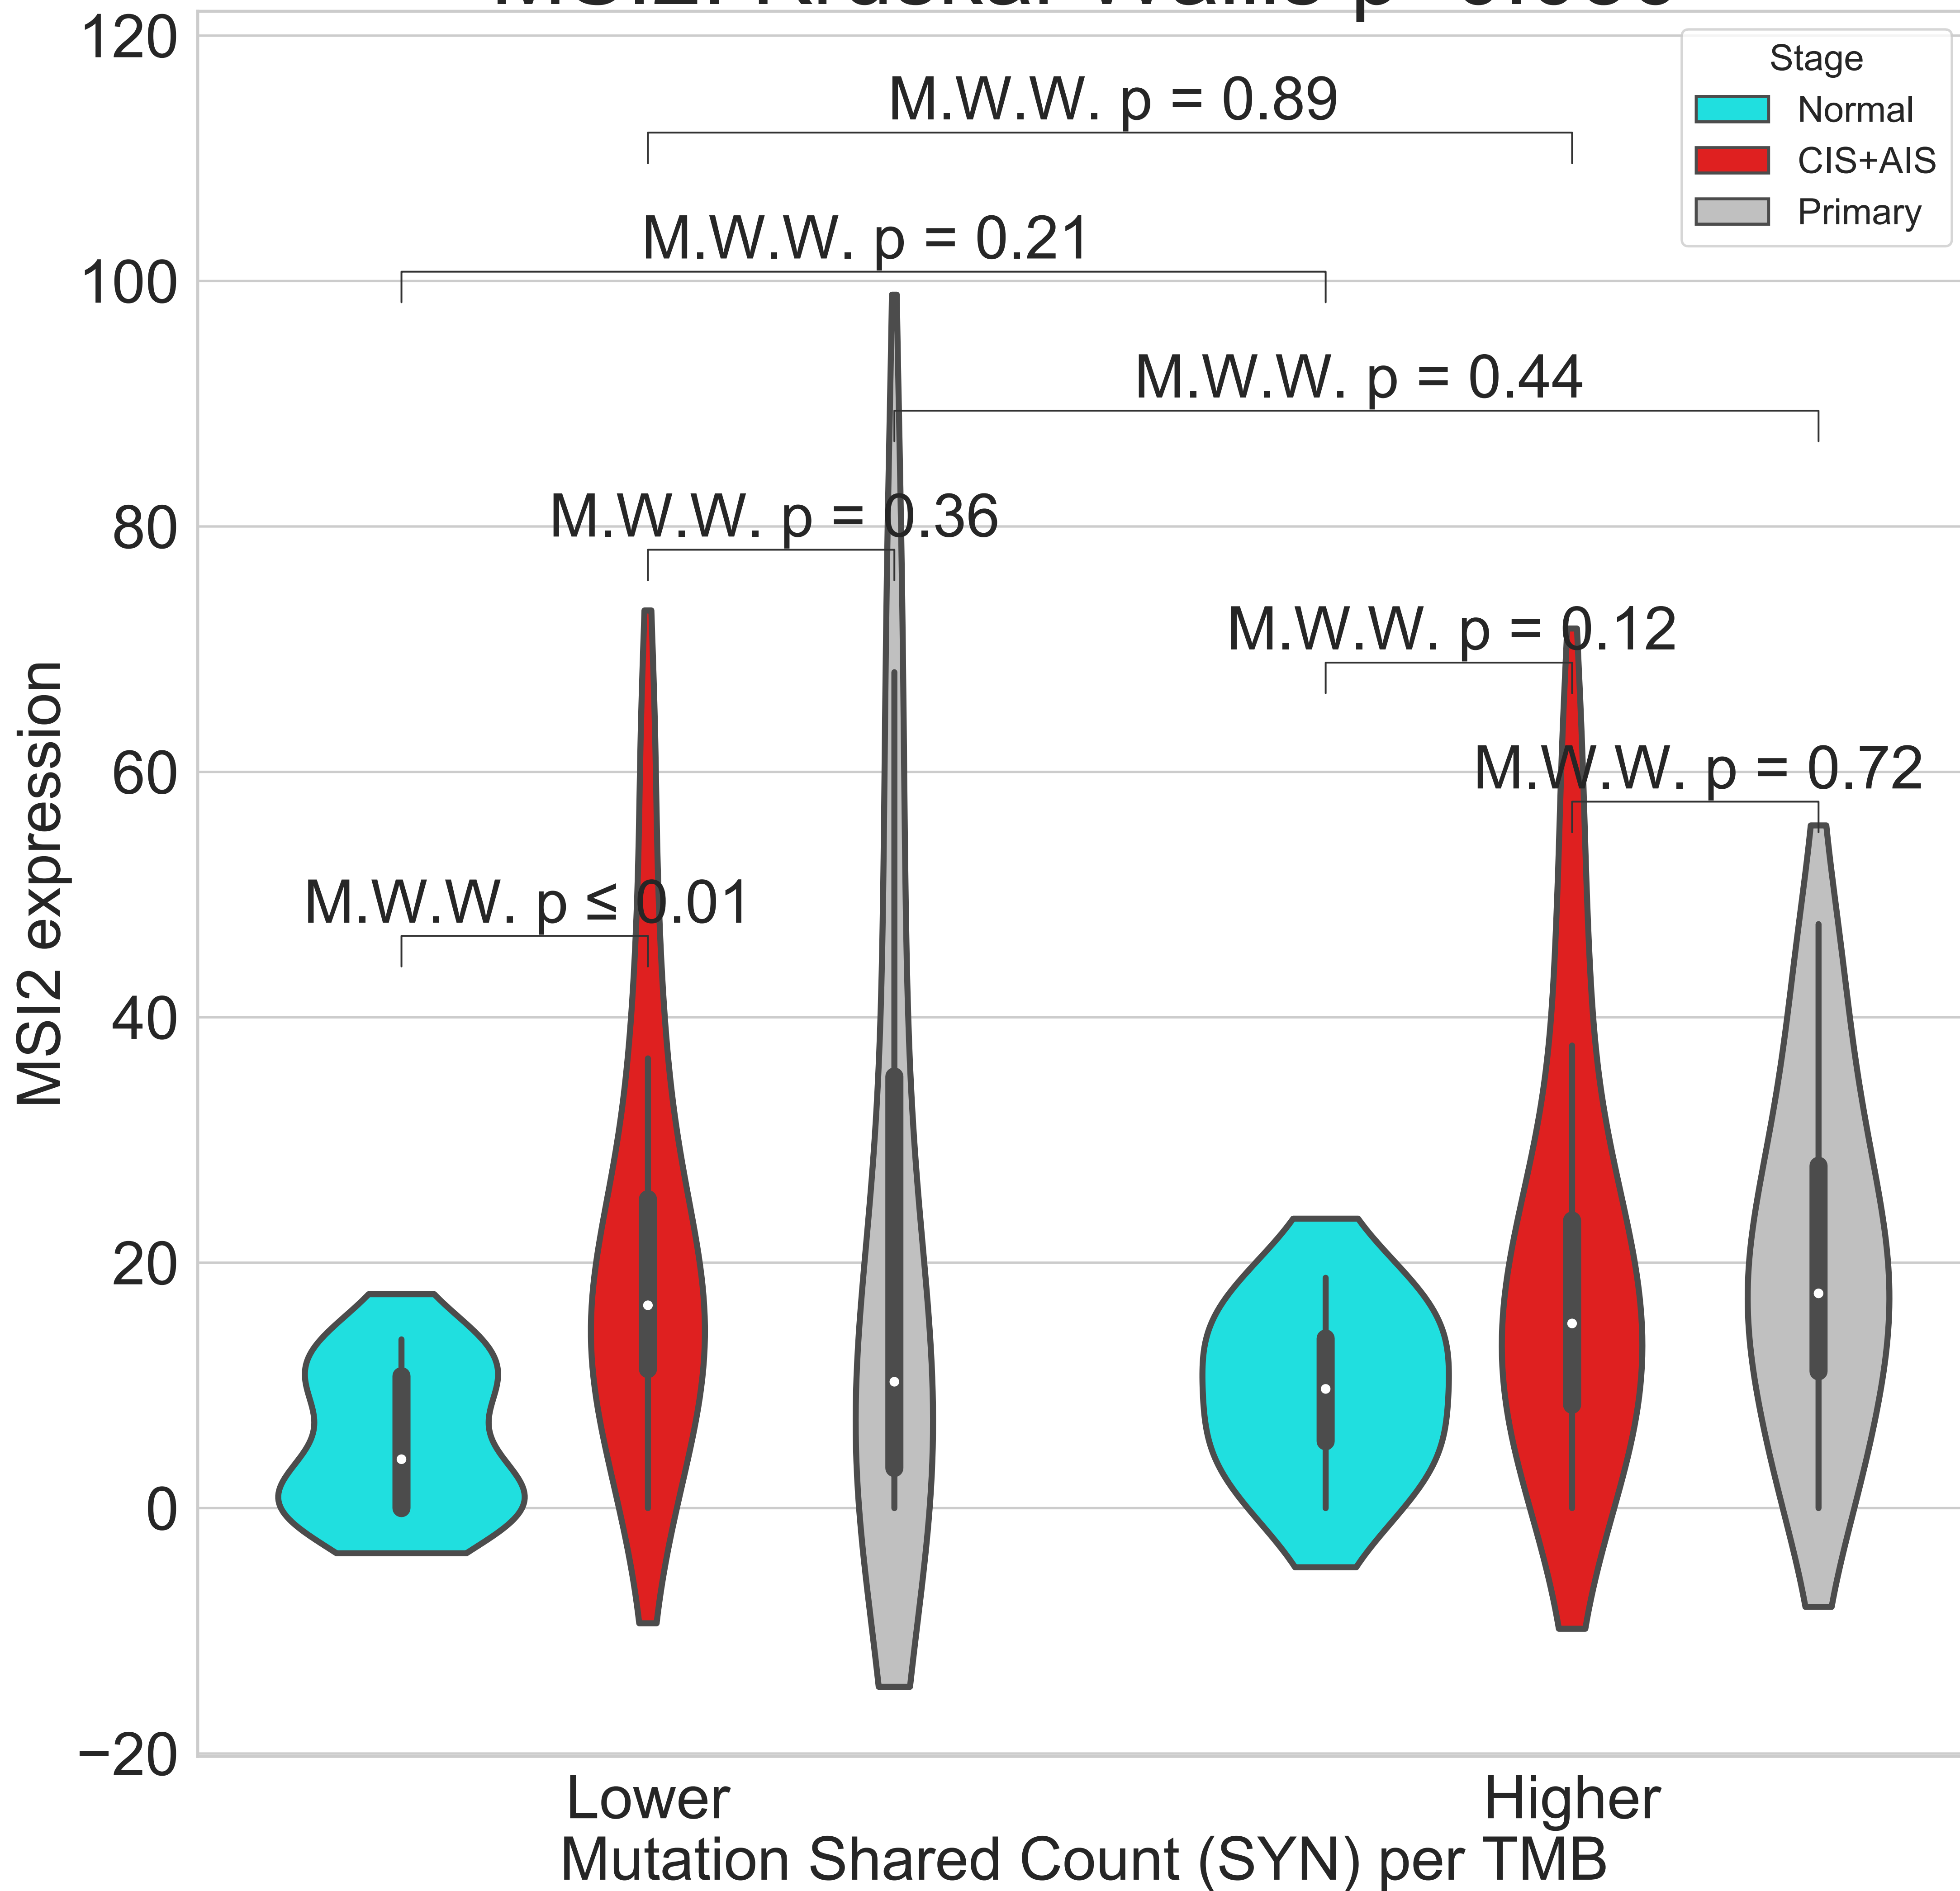 120
100
80
60
40
20
0
−20
MSI2 expression
M.W.W. p = 0.89
M.W.W. p = 0.21
M.W.W. p = 0.44
M.W.W. p = 0.36
M.W.W. p = 0.12
M.W.W. p = 0.72
M.W.W. p ≤ 0.01
Stage
Normal
CIS+AIS
Primary
Lower
Higher
Mutation Shared Count (SYN) per TMB